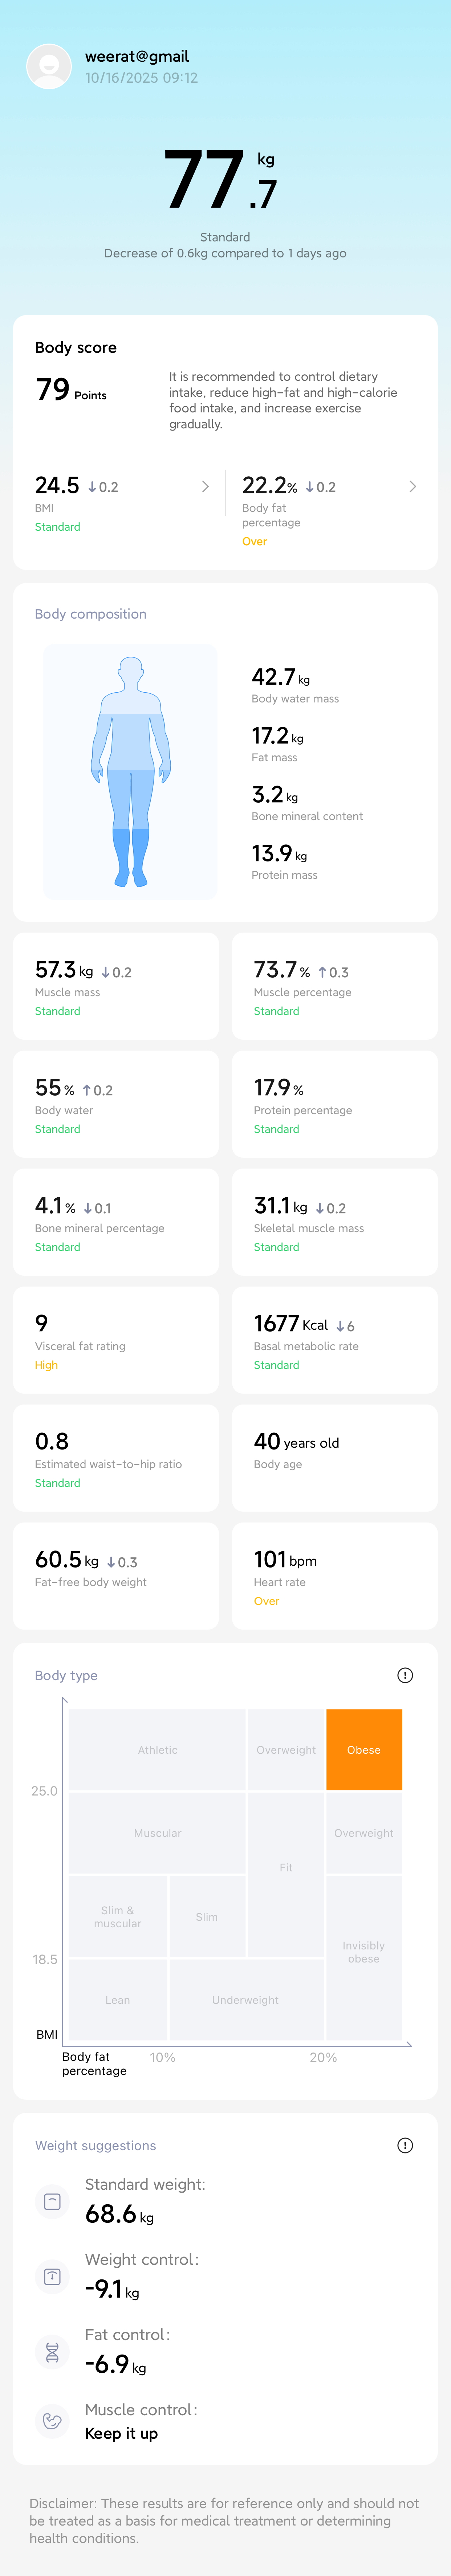 weerat@gmail
10/16/2025 09:12
77.7 kg
Standard
Decrease of 0.6kg compared to 1 days ago
Body score
79 Points
It is recommended to control dietary
intake, reduce high-fat and high-calorie
food intake, and increase exercise
gradually.
24.5 ↓0.2
BMI
Standard
22.2% ↓0.2
Body fat
percentage
Over
Body composition
42.7 kg
Body water mass
17.2 kg
Fat mass
3.2 kg
Bone mineral content
13.9 kg
Protein mass
57.3 kg ↓0.2
Muscle mass
Standard
73.7 % ↑0.3
Muscle percentage
Standard
55 % ↑0.2
Body water
Standard
17.9 %
Protein percentage
Standard
4.1 % ↓0.1
Bone mineral percentage
Standard
31.1 kg ↓0.2
Skeletal muscle mass
Standard
9
Visceral fat rating
High
1677 Kcal ↓6
Basal metabolic rate
Standard
0.8
Estimated waist-to-hip ratio
Standard
40 years old
Body age
60.5 kg ↓0.3
Fat-free body weight
101 bpm
Heart rate
Over
Body type
Athletic
Overweight
Obese
25.0
Muscular
Overweight
Fit
Slim &
muscular
Slim
Invisibly
obese
18.5
Lean
Underweight
BMI
Body fat
percentage
10%
20%
Weight suggestions
Standard weight:
68.6 kg
Weight control:
-9.1 kg
Fat control:
-6.9 kg
Muscle control:
Keep it up
Disclaimer: These results are for reference only and should not
be treated as a basis for medical treatment or determining
health conditions.